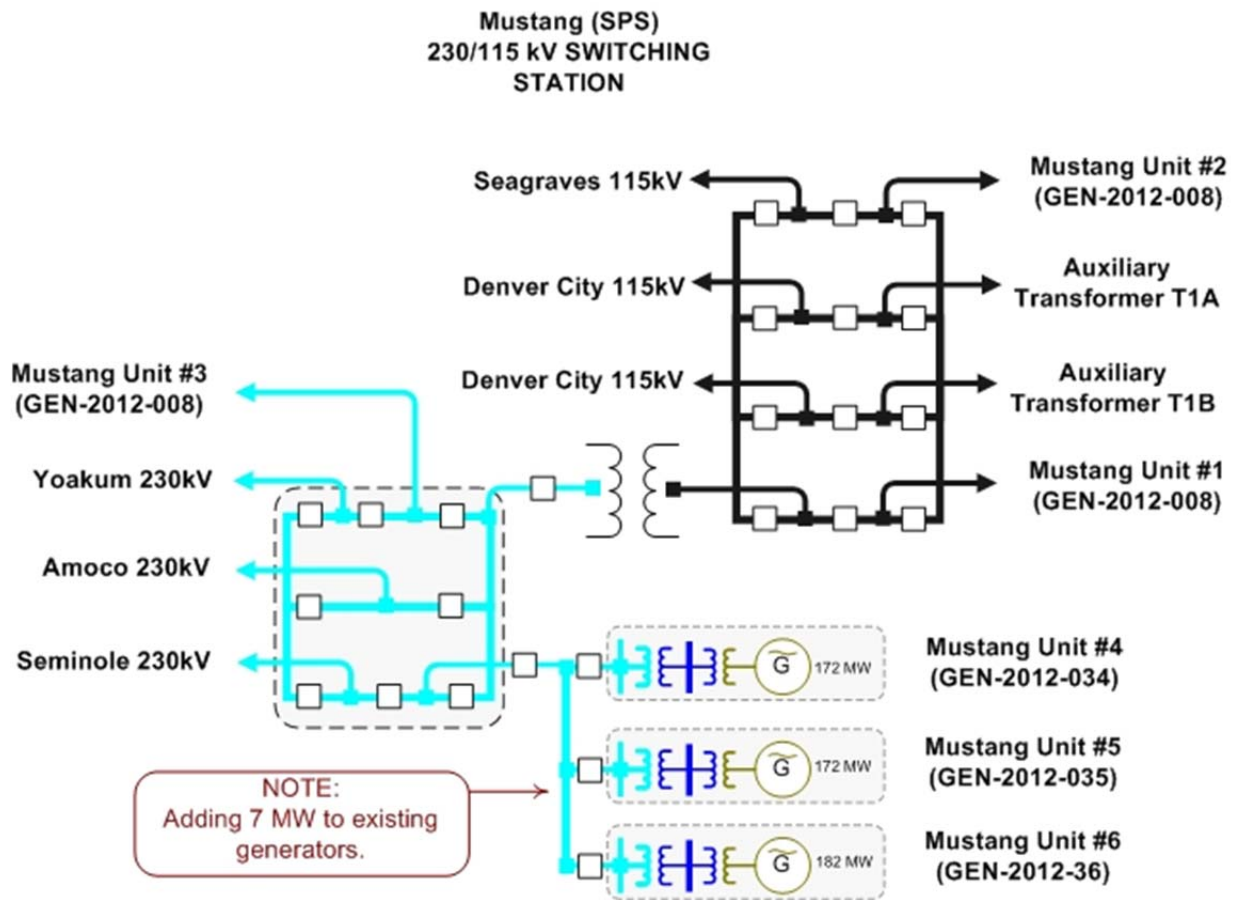 Mustang (SPS)
230/115 kV SWITCHING
STATION
Seagraves 115kV
Mustang Unit #2
(GEN-2012-008)
Denver City 115kV
Auxiliary
Transformer T1A
Mustang Unit #3
(GEN-2012-008)
Denver City 115kV
Auxiliary
Transformer T1B
Yoakum 230kV
Mustang Unit #1
(GEN-2012-008)
Amoco 230kV
Seminole 230kV
G
172 MW
Mustang Unit #4
(GEN-2012-034)
G
172 MW
Mustang Unit #5
(GEN-2012-035)
NOTE:
Adding 7 MW to existing
generators.
G
182 MW
Mustang Unit #6
(GEN-2012-36)